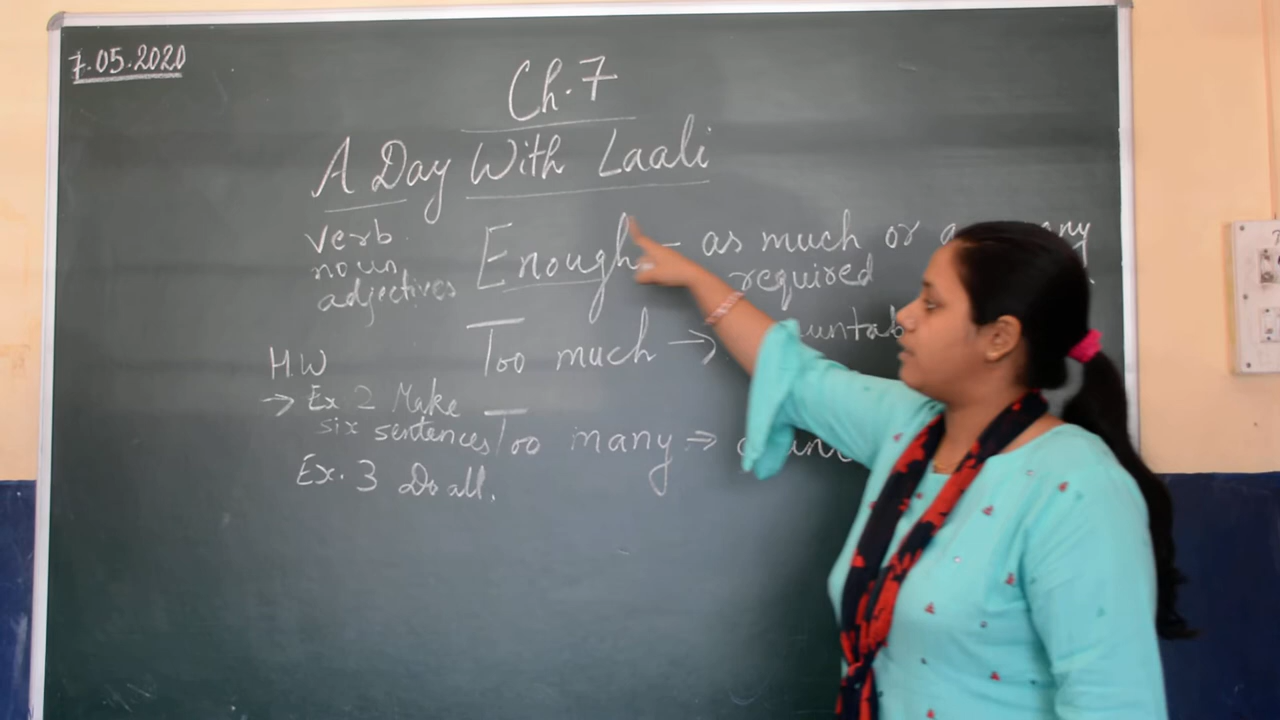 7.05.2020
Ch.7
A Day With Laali
Verb
noun
adjectives
Enough - as much or
required
Too much →
Too many →
H.W
→ Ex 2 Make
six sentences
Ex. 3 Do all.